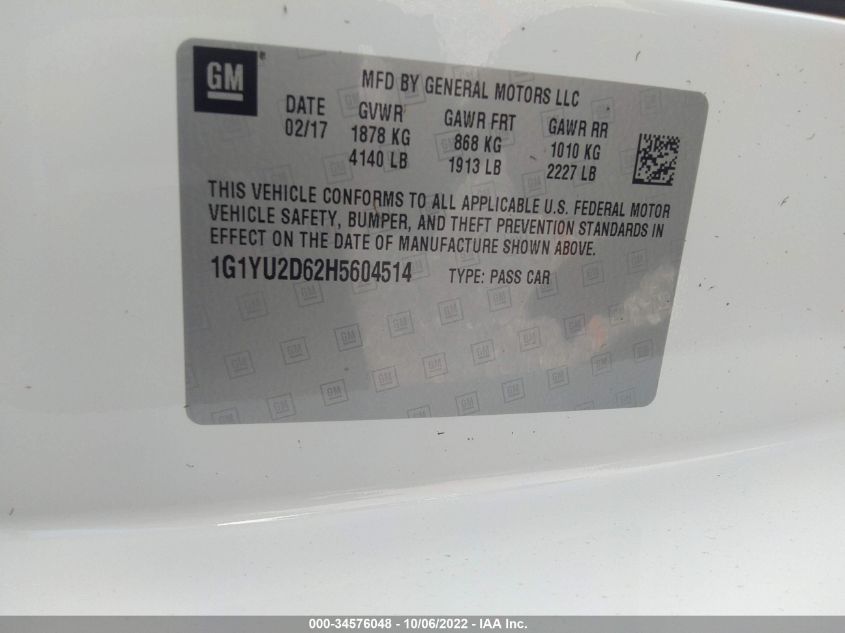 GM
MFD BY GENERAL MOTORS LLC
DATE GVWR GAWR FRT GAWR RR
02/17 1878 KG 868 KG 1010 KG
4140 LB 1913 LB 2227 LB
THIS VEHICLE CONFORMS TO ALL APPLICABLE U.S. FEDERAL MOTOR
VEHICLE SAFETY, BUMPER, AND THEFT PREVENTION STANDARDS IN
EFFECT ON THE DATE OF MANUFACTURE SHOWN ABOVE.
1G1YU2D62H5604514 TYPE: PASS CAR
000-34576048 - 10/06/2022 - IAA Inc.